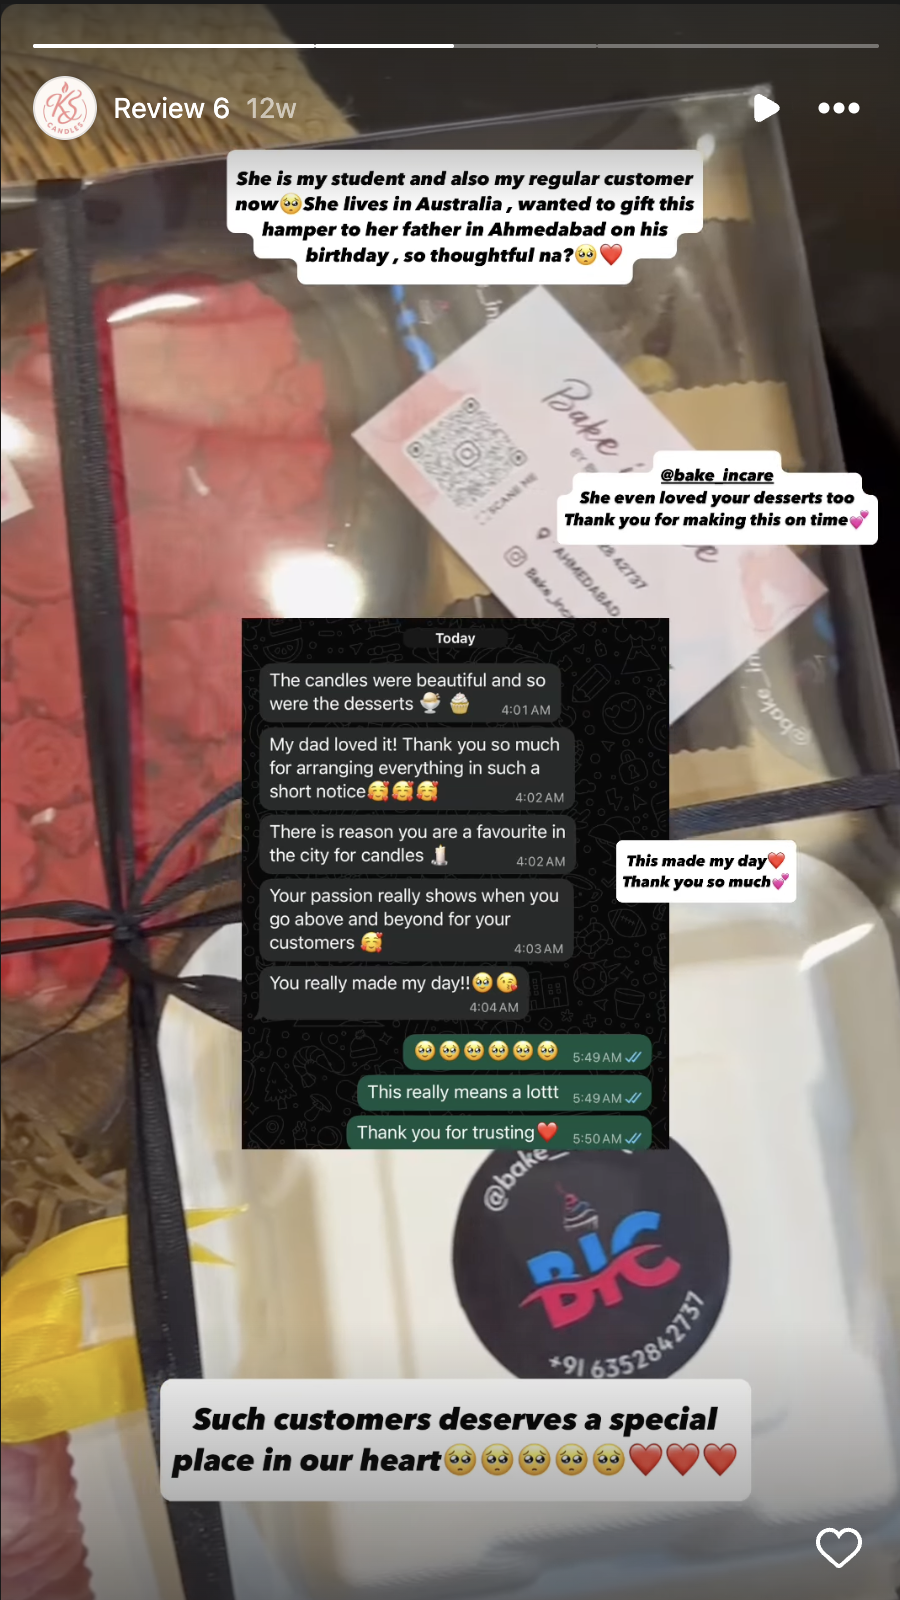 Review 6 12w
KS
CANDLES
She is my student and also my regular customer
now🥺She lives in Australia , wanted to gift this
hamper to her father in Ahmedabad on his
birthday , so thoughtful na?🥺❤️
Bake
SCANE ME
42737
AHMEDABAD
@bake_incare
She even loved your desserts too
Thank you for making this on time💕
Today
The candles were beautiful and so
were the desserts 🍨 🧁
4:01 AM
My dad loved it! Thank you so much
for arranging everything in such a
short notice🥰🥰🥰
4:02 AM
There is reason you are a favourite in
the city for candles 🕯️
4:02 AM
Your passion really shows when you
go above and beyond for your
customers 🥰
4:03 AM
You really made my day!!🥹😘
4:04 AM
🥹🥹🥹🥹🥹🥹 5:49 AM
This really means a lottt 5:49 AM
Thank you for trusting❤️ 5:50 AM
This made my day❤️
Thank you so much💕
@bake_
BIC
+91 6352842737
Such customers deserves a special
place in our heart🥺🥺🥺🥺🥺❤️❤️❤️